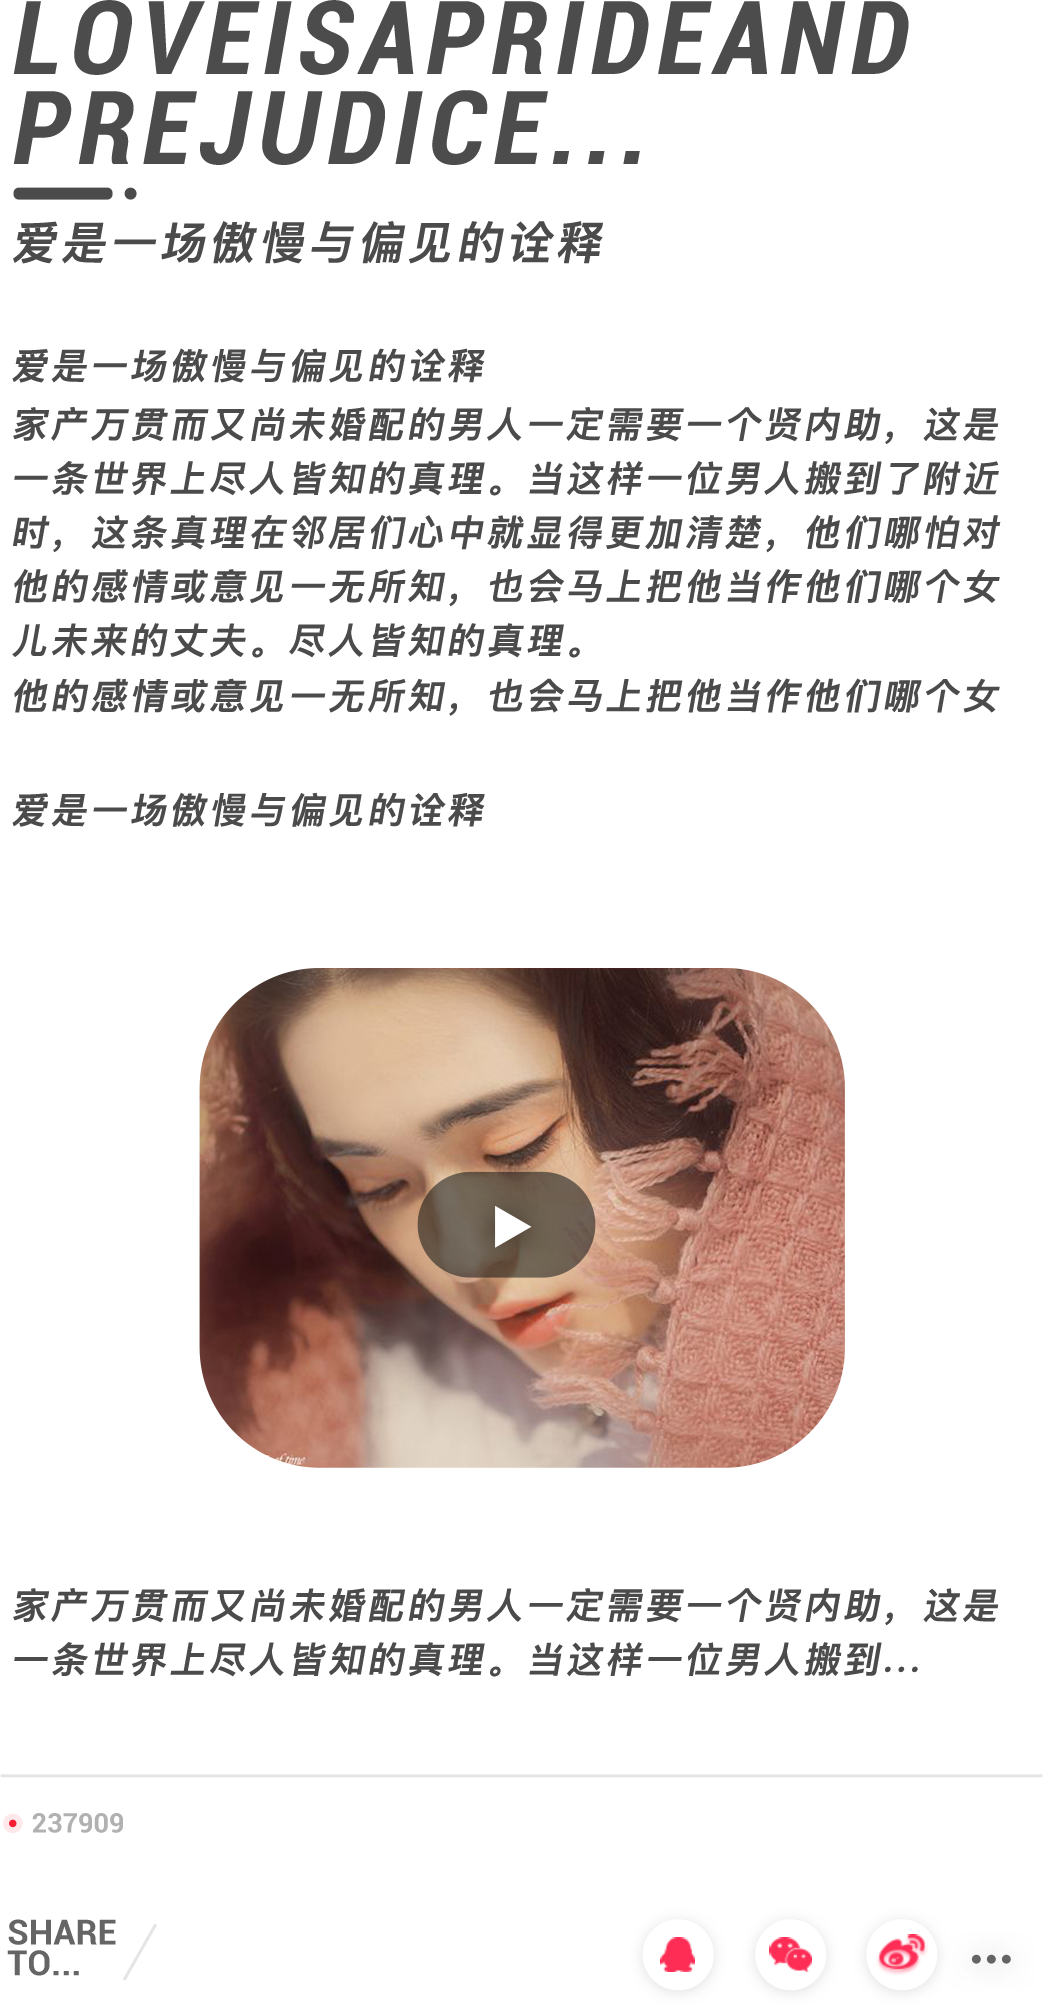 LOVEISAPRIDEAND
PREJUDICE...
爱是一场傲慢与偏见的诠释
爱是一场傲慢与偏见的诠释
家产万贯而又尚未婚配的男人一定需要一个贤内助，这是
一条世界上尽人皆知的真理。当这样一位男人搬到了附近
时，这条真理在邻居们心中就显得更加清楚，他们哪怕对
他的感情或意见一无所知，也会马上把他当作他们哪个女
儿未来的丈夫。尽人皆知的真理。
他的感情或意见一无所知，也会马上把他当作他们哪个女
爱是一场傲慢与偏见的诠释
of time
家产万贯而又尚未婚配的男人一定需要一个贤内助，这是
一条世界上尽人皆知的真理。当这样一位男人搬到...
237909
SHARE
TO...